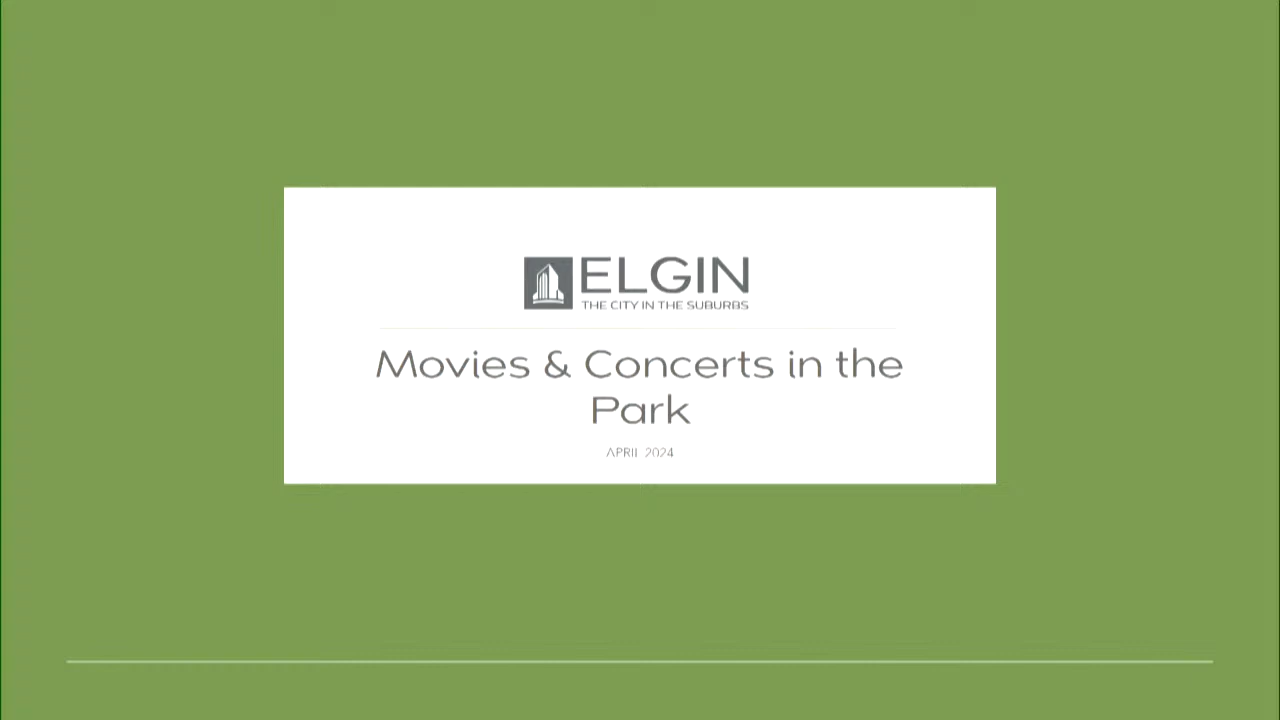 ELGIN
THE CITY IN THE SUBURBS
Movies & Concerts in the
Park
APRIL 2024